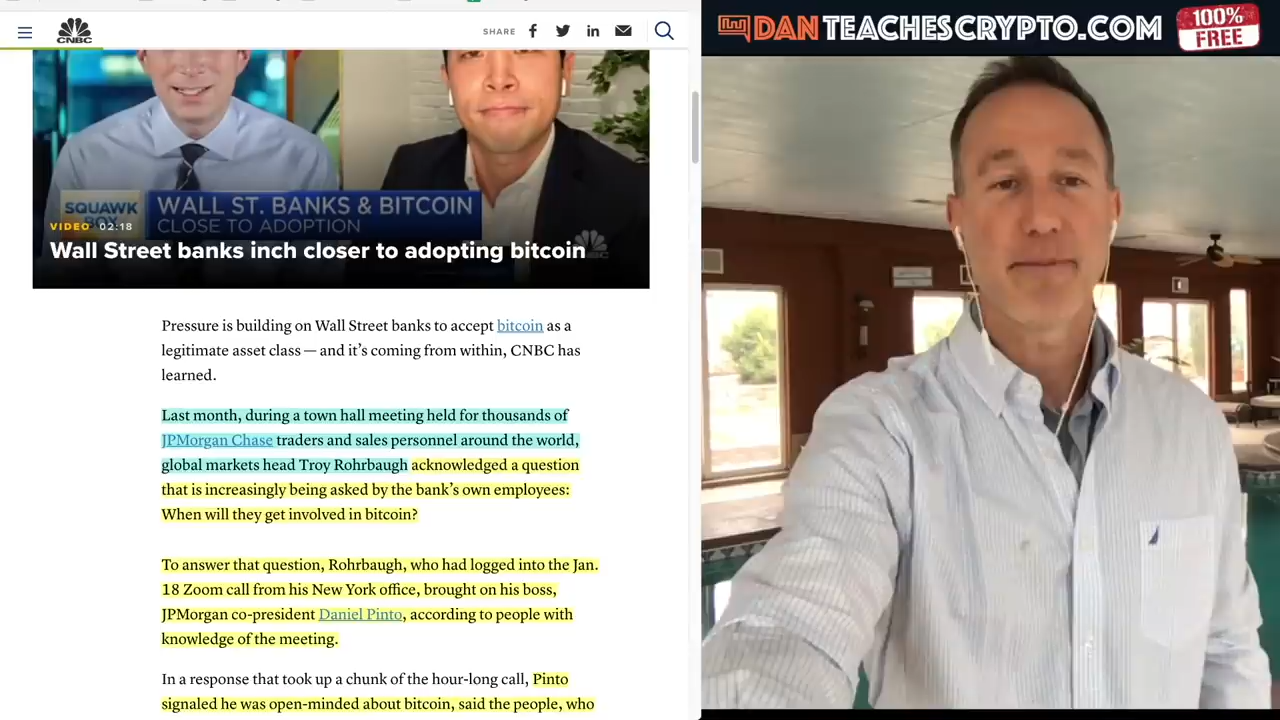 CNBC
SHARE
SQUAWK BOX
WALL ST. BANKS & BITCOIN
CLOSE TO ADOPTION
VIDEO 02:18
Wall Street banks inch closer to adopting bitcoin
Pressure is building on Wall Street banks to accept bitcoin as a
legitimate asset class — and it’s coming from within, CNBC has
learned.
Last month, during a town hall meeting held for thousands of
JPMorgan Chase traders and sales personnel around the world,
global markets head Troy Rohrbaugh acknowledged a question
that is increasingly being asked by the bank’s own employees:
When will they get involved in bitcoin?
To answer that question, Rohrbaugh, who had logged into the Jan.
18 Zoom call from his New York office, brought on his boss,
JPMorgan co-president Daniel Pinto, according to people with
knowledge of the meeting.
In a response that took up a chunk of the hour-long call, Pinto
signaled he was open-minded about bitcoin, said the people, who
DANTEACHESCRYPTO.COM
100%
FREE